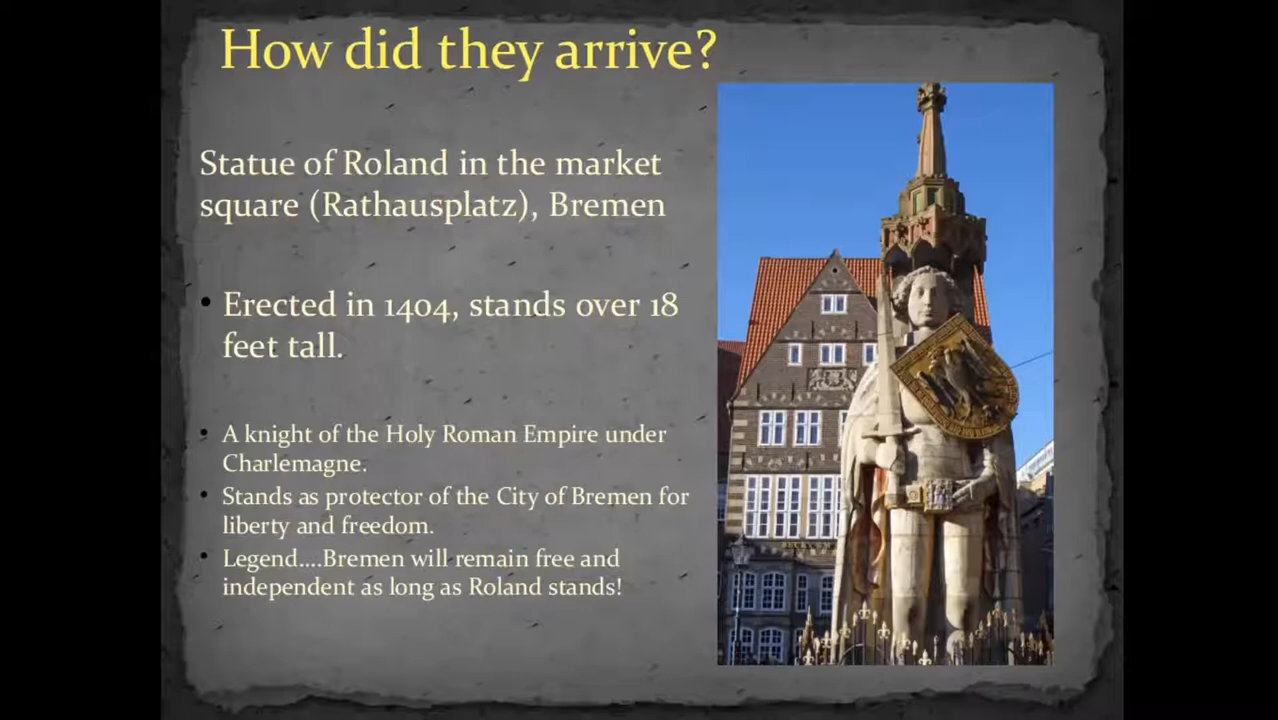 How did they arrive?
Statue of Roland in the market
square (Rathausplatz), Bremen
• Erected in 1404, stands over 18
feet tall.
• A knight of the Holy Roman Empire under
Charlemagne.
• Stands as protector of the City of Bremen for
liberty and freedom.
• Legend....Bremen will remain free and
independent as long as Roland stands!